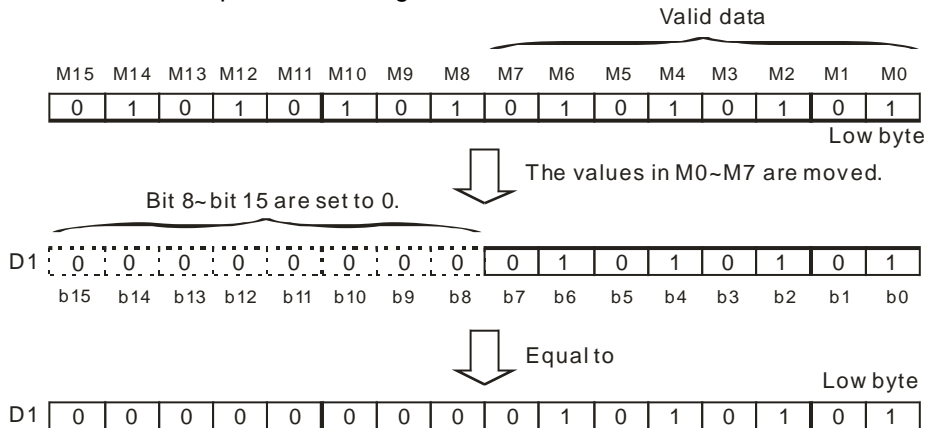 Valid data
M15 M14 M13 M12 M11 M10 M9 M8 M7 M6 M5 M4 M3 M2 M1 M0
0 1 0 1 0 1 0 1 0 1 0 1 0 1 0 1
Low byte
The values in M0~M7 are moved.
Bit 8~bit 15 are set to 0.
D1 0 0 0 0 0 0 0 0 0 1 0 1 0 1 0 1
b15 b14 b13 b12 b11 b10 b9 b8 b7 b6 b5 b4 b3 b2 b1 b0
Equal to
Low byte
D1 0 0 0 0 0 0 0 0 0 1 0 1 0 1 0 1